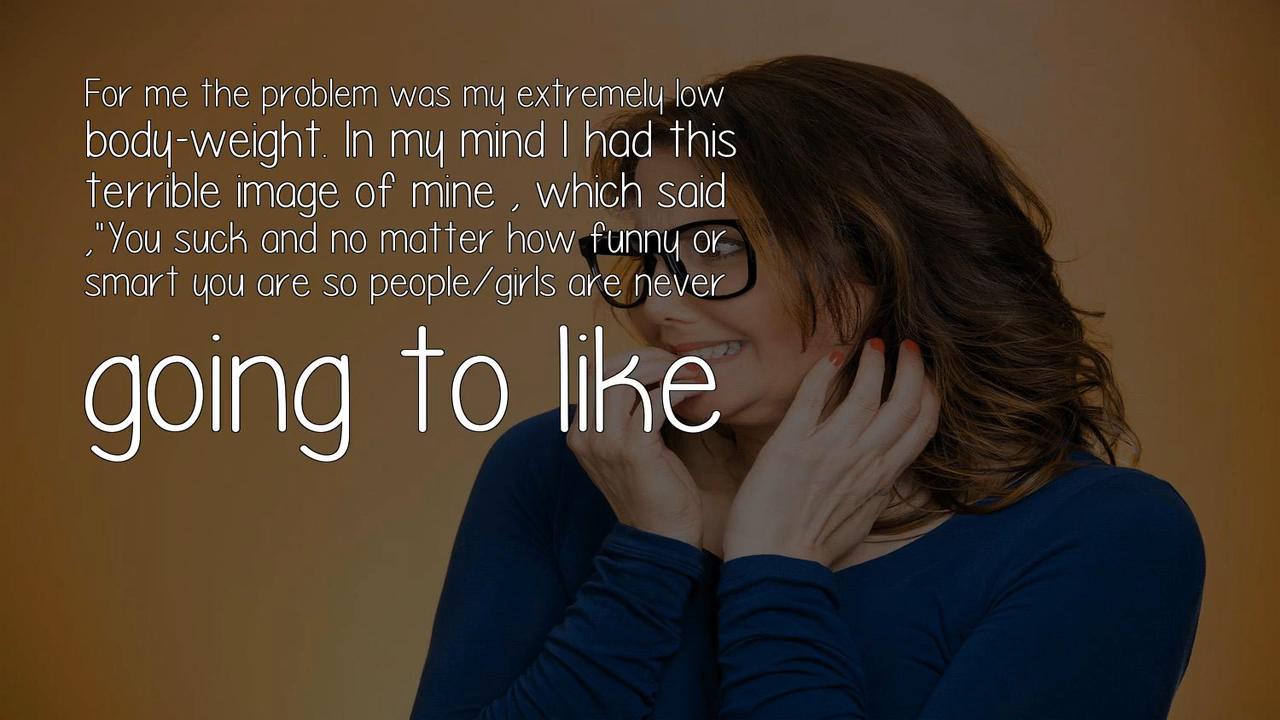 For me the problem was my extremely low
body-weight. In my mind I had this
terrible image of mine , which said
,"You suck and no matter how funny or
smart you are so people/girls are never
going to like